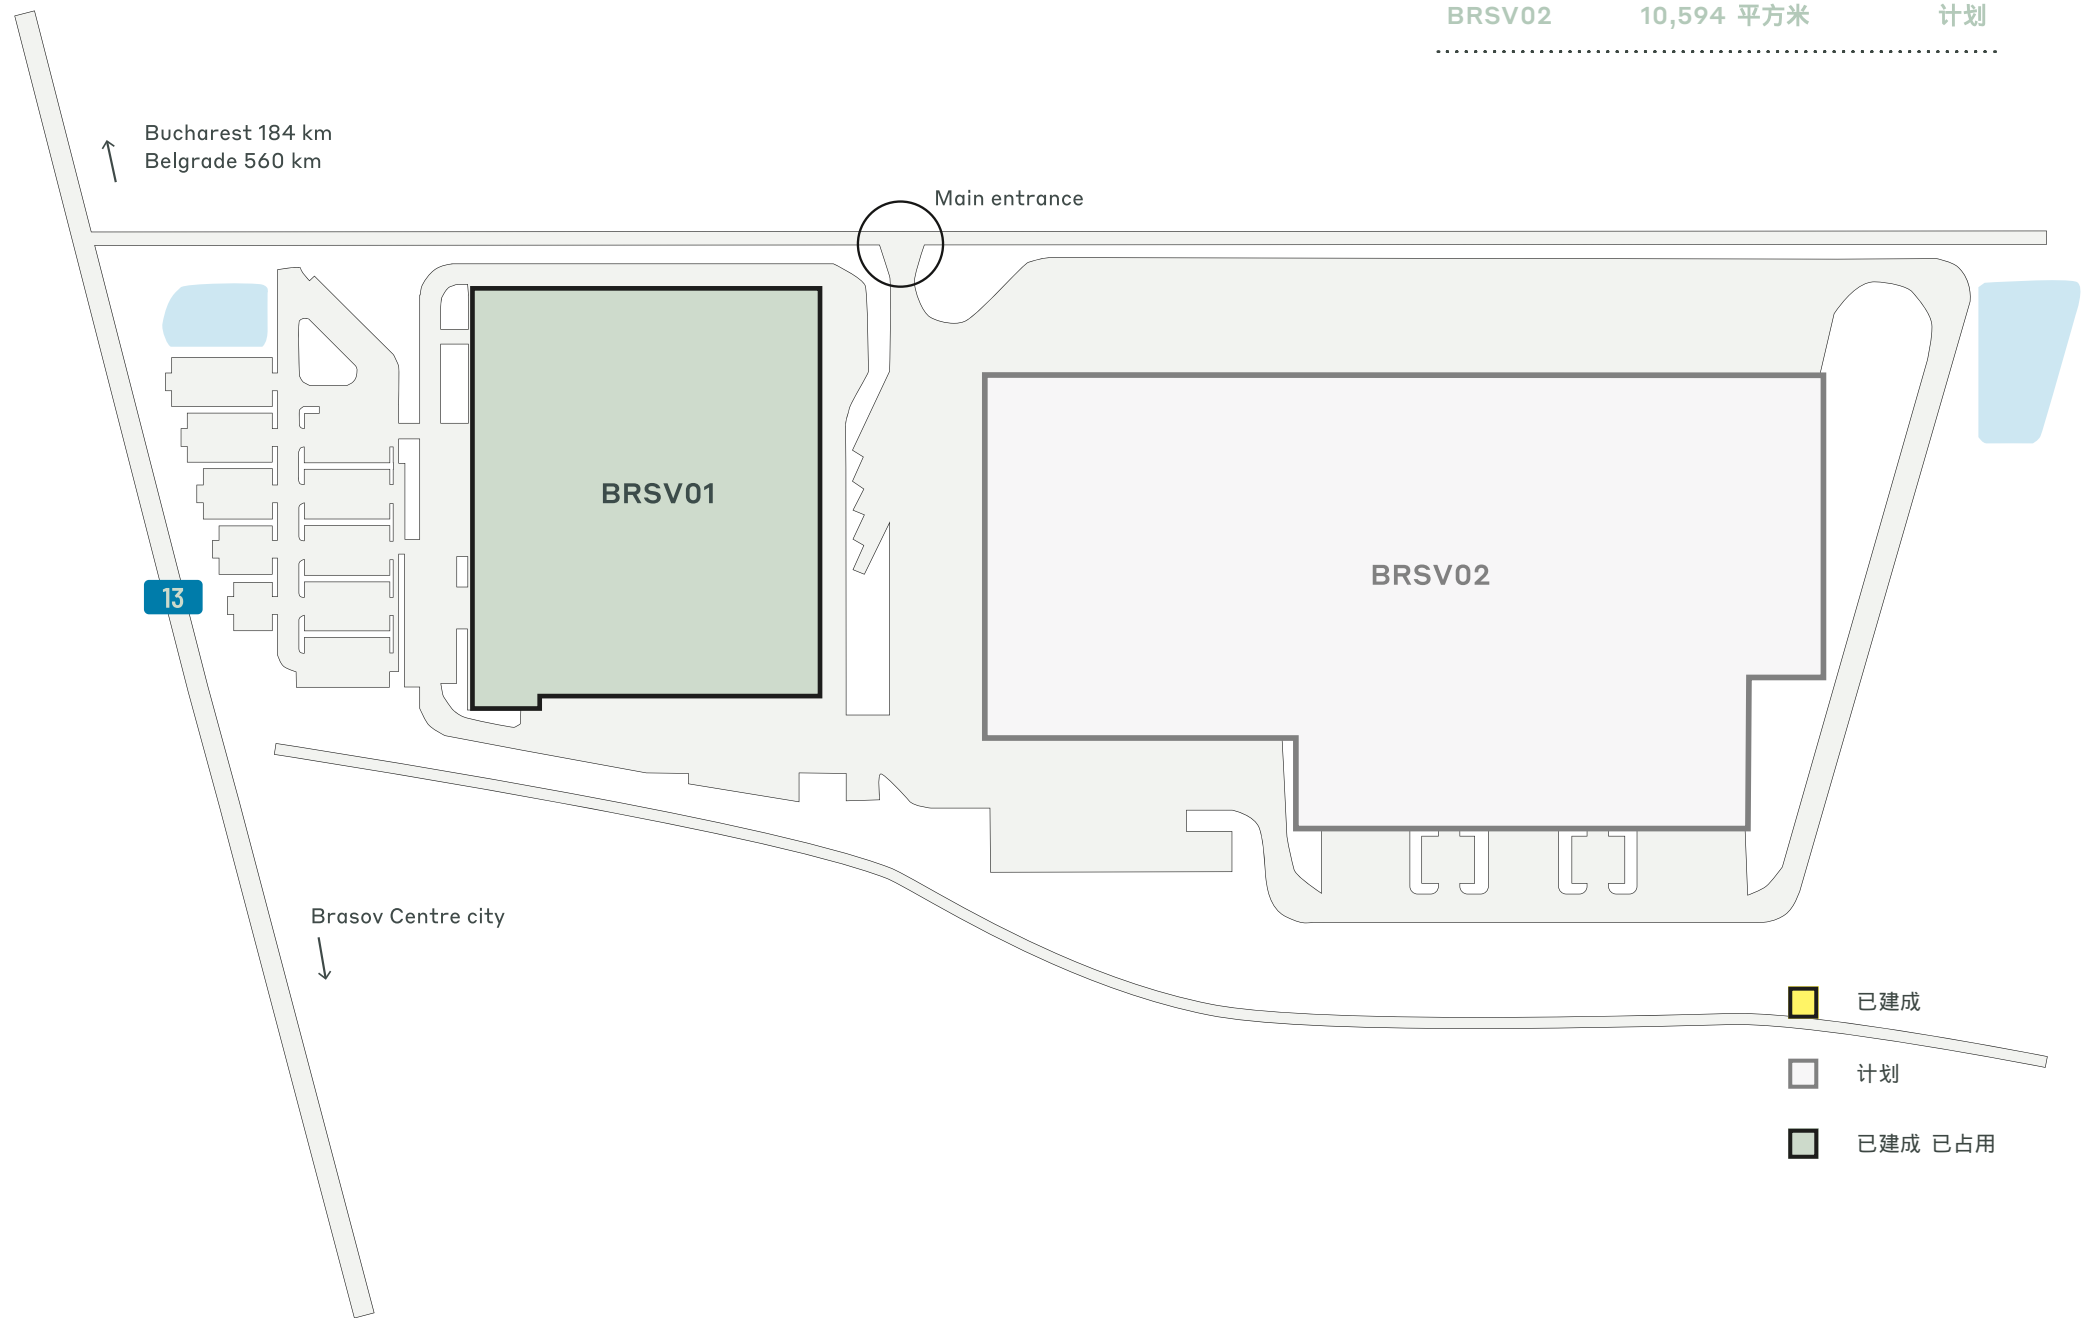 BRSV02 10,594 平方米 计划
Bucharest 184 km
Belgrade 560 km
Main entrance
BRSV01
BRSV02
13
Brasov Centre city
已建成
计划
已建成 已占用